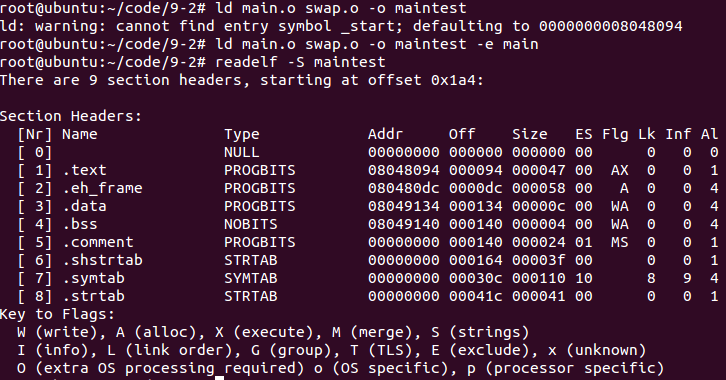 root@ubuntu:~/code/9-2# ld main.o swap.o -o maintest
ld: warning: cannot find entry symbol _start; defaulting to 0000000008048094
root@ubuntu:~/code/9-2# ld main.o swap.o -o maintest -e main
root@ubuntu:~/code/9-2# readelf -S maintest
There are 9 section headers, starting at offset 0x1a4:
Section Headers:
[Nr] Name Type Addr Off Size ES Flg Lk Inf Al
[ 0] NULL 00000000 000000 000000 00 0 0 0
[ 1] .text PROGBITS 08048094 000094 000047 00 AX 0 0 1
[ 2] .eh_frame PROGBITS 080480dc 0000dc 000058 00 A 0 0 4
[ 3] .data PROGBITS 08049134 000134 00000c 00 WA 0 0 4
[ 4] .bss NOBITS 08049140 000140 000004 00 WA 0 0 4
[ 5] .comment PROGBITS 00000000 000140 000024 01 MS 0 0 1
[ 6] .shstrtab STRTAB 00000000 000164 00003f 00 0 0 1
[ 7] .symtab SYMTAB 00000000 00030c 000110 10 8 9 4
[ 8] .strtab STRTAB 00000000 00041c 000041 00 0 0 1
Key to Flags:
W (write), A (alloc), X (execute), M (merge), S (strings)
I (info), L (link order), G (group), T (TLS), E (exclude), x (unknown)
O (extra OS processing required) o (OS specific), p (processor specific)